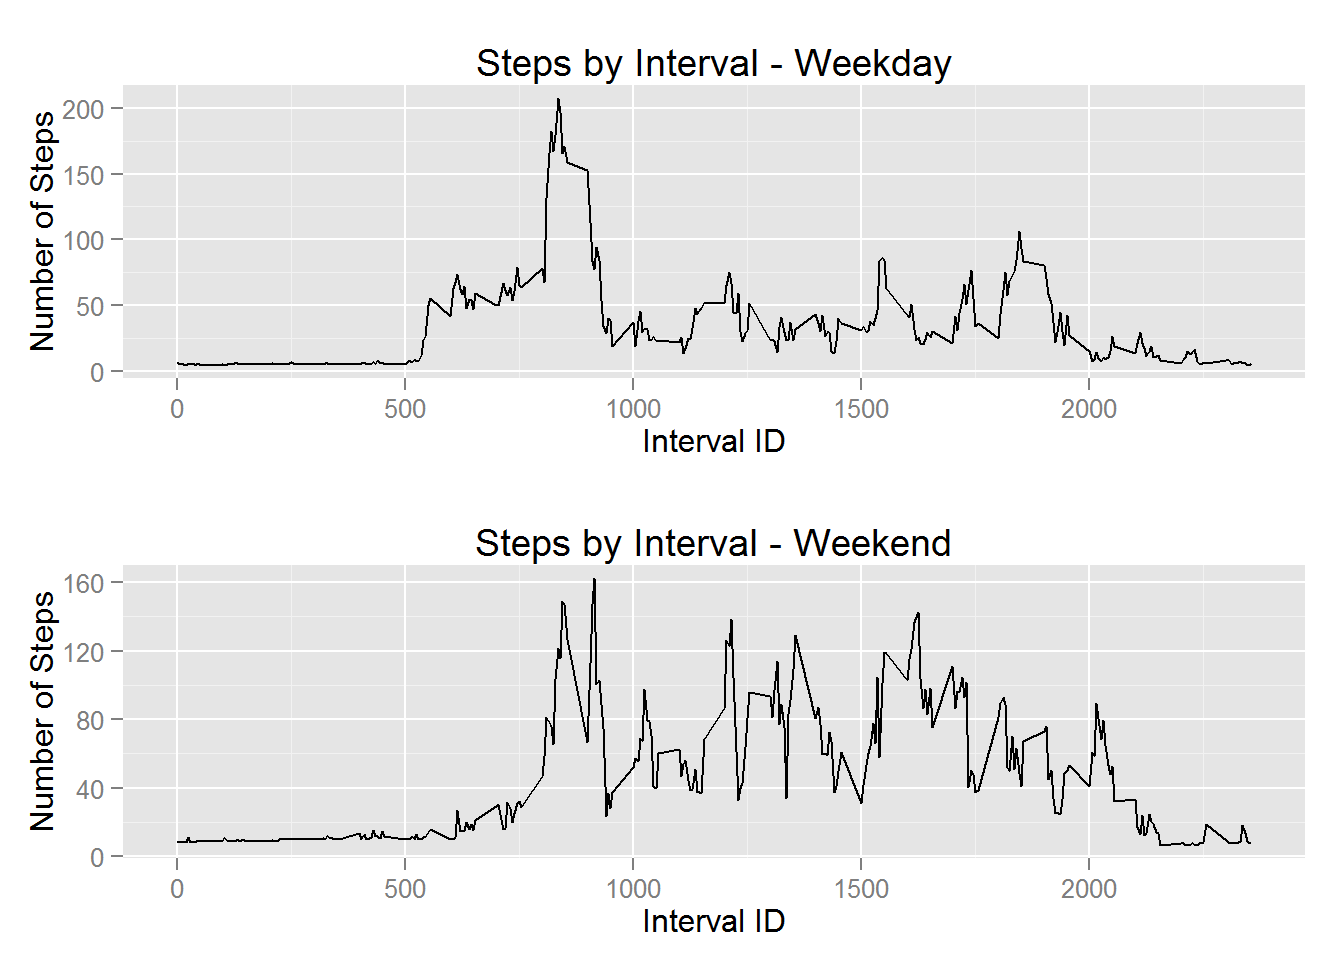 Steps by Interval - Weekday
Number of Steps
200
150
100
50
0
0 500 1000 1500 2000
Interval ID
Steps by Interval - Weekend
Number of Steps
160
120
80
40
0
0 500 1000 1500 2000
Interval ID